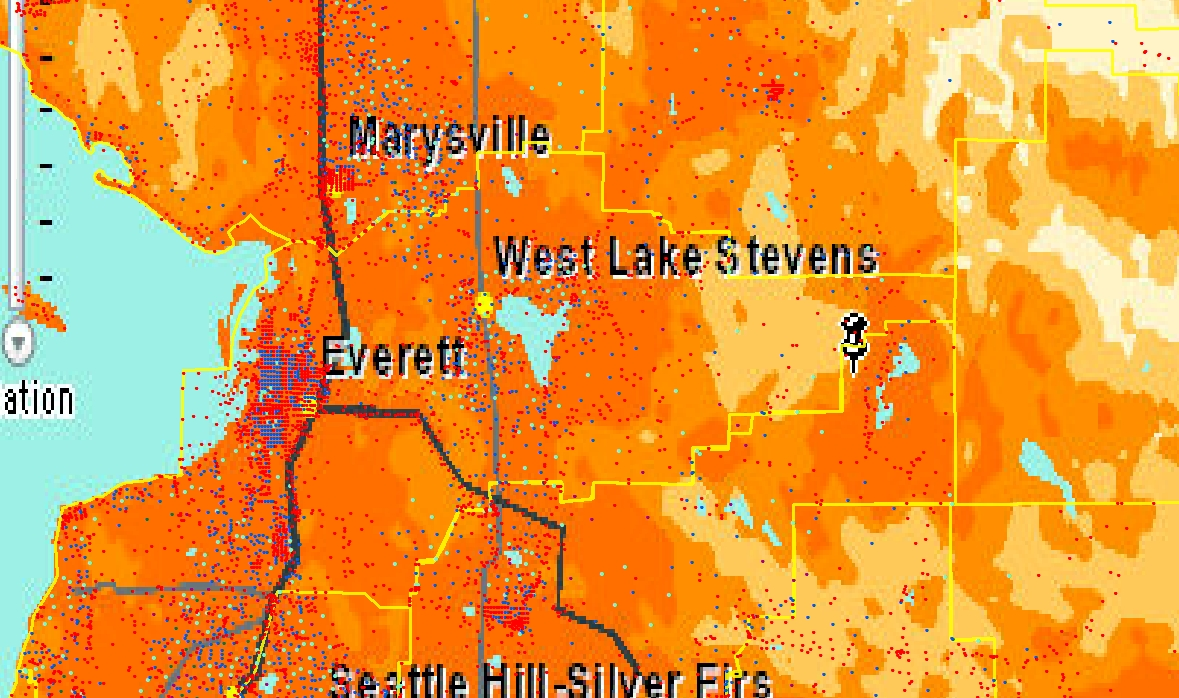 Marysville
West Lake Stevens
Everett
ation
Seattle Hill-Silver Firs